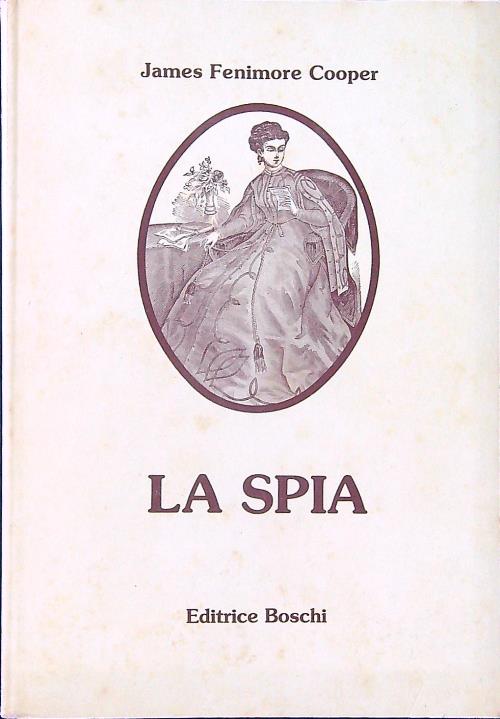 James Fenimore Cooper
LA SPIA
Editrice Boschi